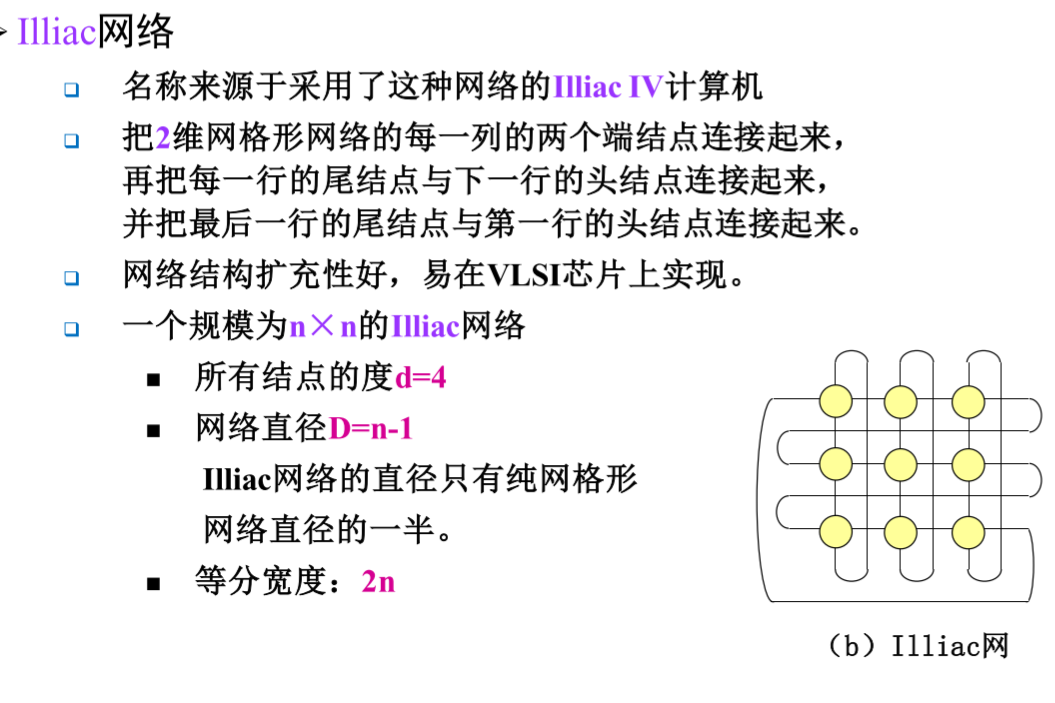 Illiac网络
名称来源于采用了这种网络的Illiac IV计算机
把2维网格形网络的每一列的两个端结点连接起来，
再把每一行的尾结点与下一行的头结点连接起来，
并把最后一行的尾结点与第一行的头结点连接起来。
网络结构扩充性好，易在VLSI芯片上实现。
一个规模为n×n的Illiac网络
所有结点的度d=4
网络直径D=n-1
Illiac网络的直径只有纯网格形
网络直径的一半。
等分宽度：2n
（b）Illiac网